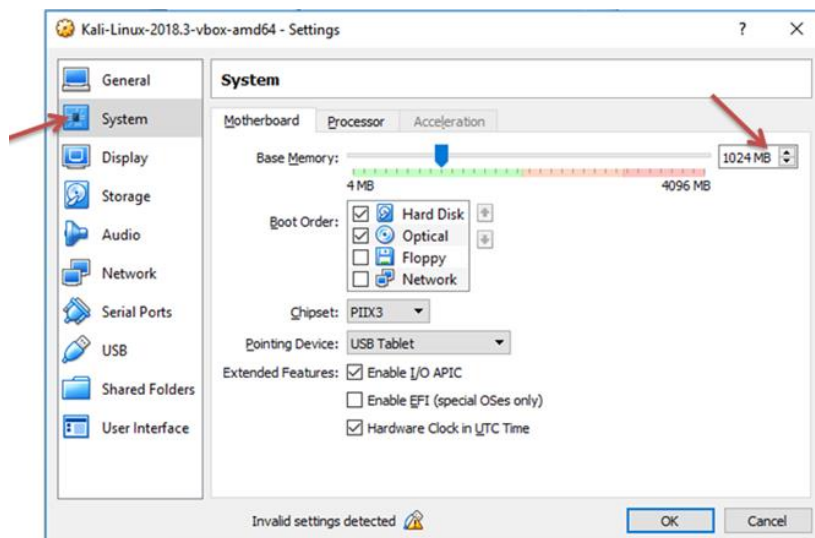 Kali-Linux-2018.3-vbox-amd64 - Settings
General
System
Display
Storage
Audio
Network
Serial Ports
USB
Shared Folders
User Interface
System
Motherboard Processor Acceleration
Base Memory: 1024 MB
4 MB 4096 MB
Boot Order: Hard Disk
Optical
Floppy
Network
Chipset: PIIX3
Pointing Device: USB Tablet
Extended Features: Enable I/O APIC
Enable EFI (special OSes only)
Hardware Clock in UTC Time
Invalid settings detected OK Cancel